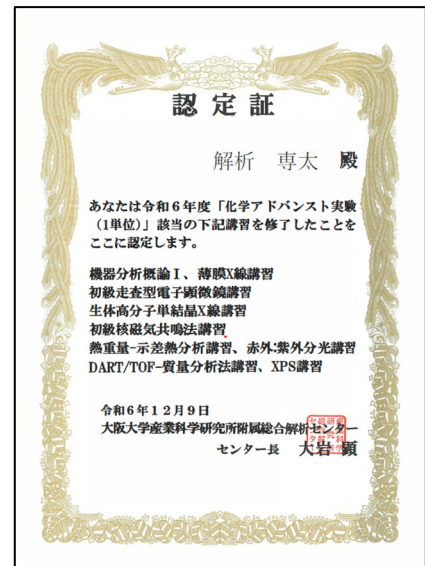 認定証
解析 専太 殿
あなたは令和6年度「化学アドバンスト実験
(1単位)」該当の下記講習を修了したことを
ここに認定します。
機器分析概論Ⅰ、薄膜X線講習
初級走査型電子顕微鏡講習
生体高分子単結晶X線講習
初級核磁気共鳴法講習
熱重量-示差熱分析講習、赤外:紫外分光講習
DART/TOF-質量分析法講習、XPS講習
令和6年12月9日
大阪大学産業科学研究所附属総合解析センター
センター長 大岩 顕